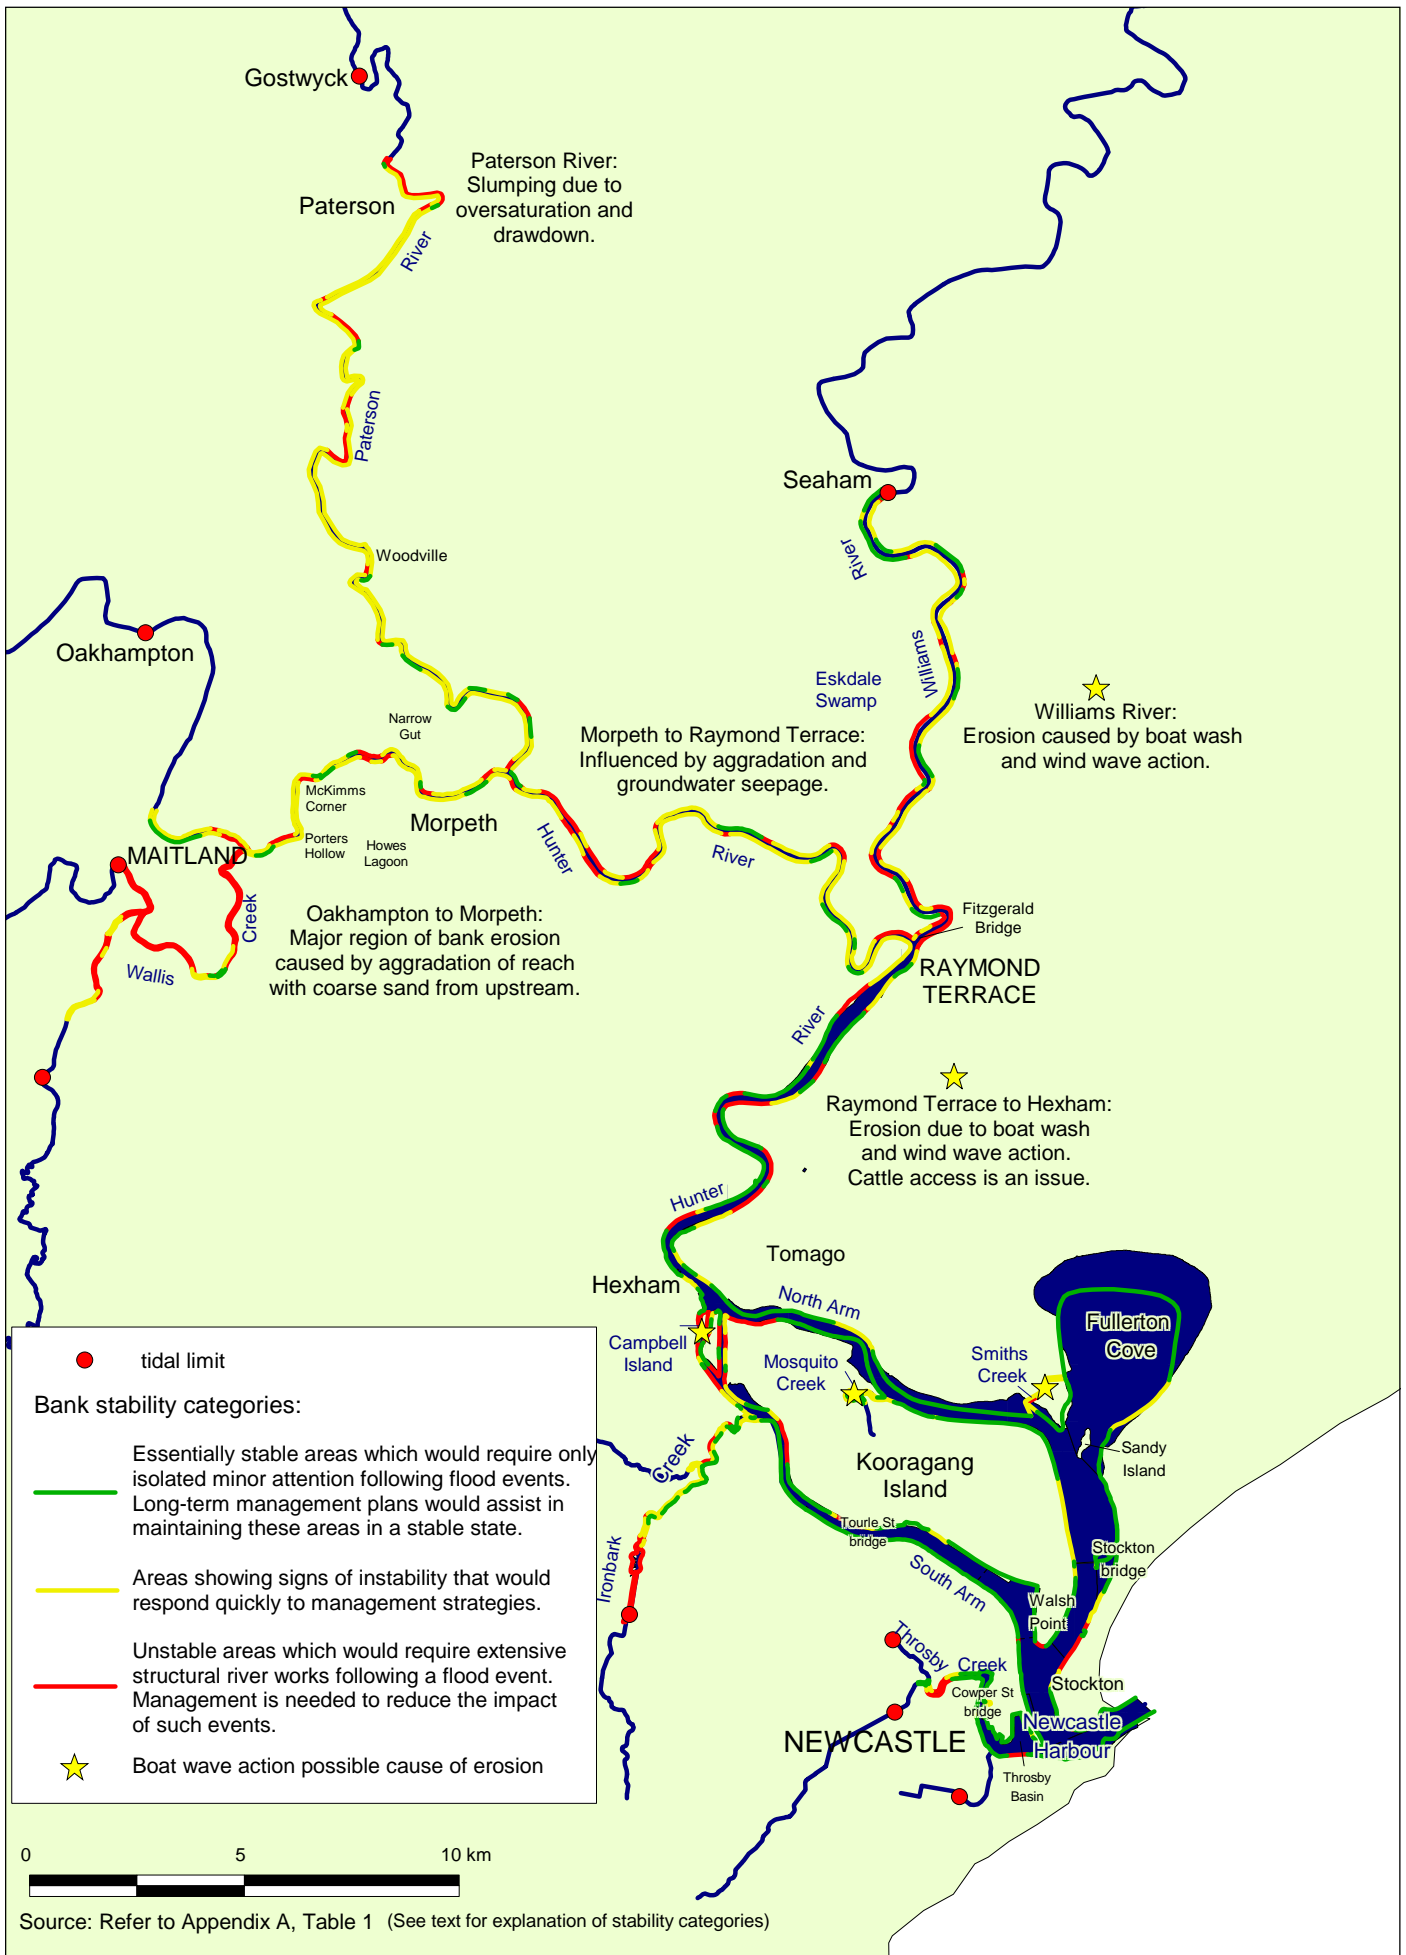 Gostwyck
Paterson River:
Slumping due to
oversaturation and
drawdown.
Paterson
River
Paterson
Seaham
River
Woodville
Oakhampton
Williams
Eskdale
Swamp
Williams River:
Erosion caused by boat wash
and wind wave action.
Narrow
Gut
Morpeth to Raymond Terrace:
Influenced by aggradation and
groundwater seepage.
McKimms
Corner
Morpeth
Hunter
River
Porters
Hollow
Howes
Lagoon
MAITLAND
Creek
Wallis
Oakhampton to Morpeth:
Major region of bank erosion
caused by aggradation of reach
with coarse sand from upstream.
Fitzgerald
Bridge
RAYMOND
TERRACE
River
Raymond Terrace to Hexham:
Erosion due to boat wash
and wind wave action.
Cattle access is an issue.
Hunter
Tomago
Hexham
North Arm
Fullerton
Cove
Campbell
Island
Mosquito
Creek
Smiths
Creek
Sandy
Island
Kooragang
Island
Creek
Ironbark
Tourle St
bridge
South Arm
Stockton
bridge
Walsh
Point
Throsby
Creek
Cowper St
bridge
Stockton
NEWCASTLE
Newcastle
Harbour
Throsby
Basin
tidal limit
Bank stability categories:
Essentially stable areas which would require only
isolated minor attention following flood events.
Long-term management plans would assist in
maintaining these areas in a stable state.
Areas showing signs of instability that would
respond quickly to management strategies.
Unstable areas which would require extensive
structural river works following a flood event.
Management is needed to reduce the impact
of such events.
Boat wave action possible cause of erosion
0 5 10 km
Source: Refer to Appendix A, Table 1 (See text for explanation of stability categories)